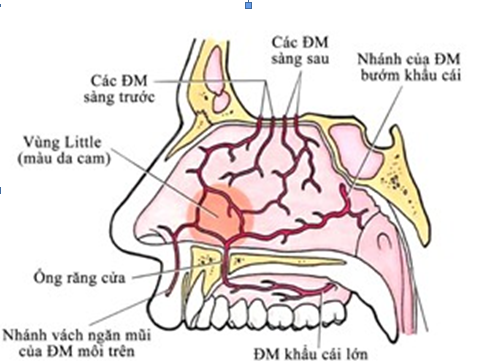 Các ĐM
sàng sau
Các ĐM
sàng trước
Nhánh của ĐM
bướm khẩu cái
Vùng Little
(màu da cam)
Ống răng cửa
Nhánh vách ngăn mũi
của ĐM môi trên
ĐM khẩu cái lớn